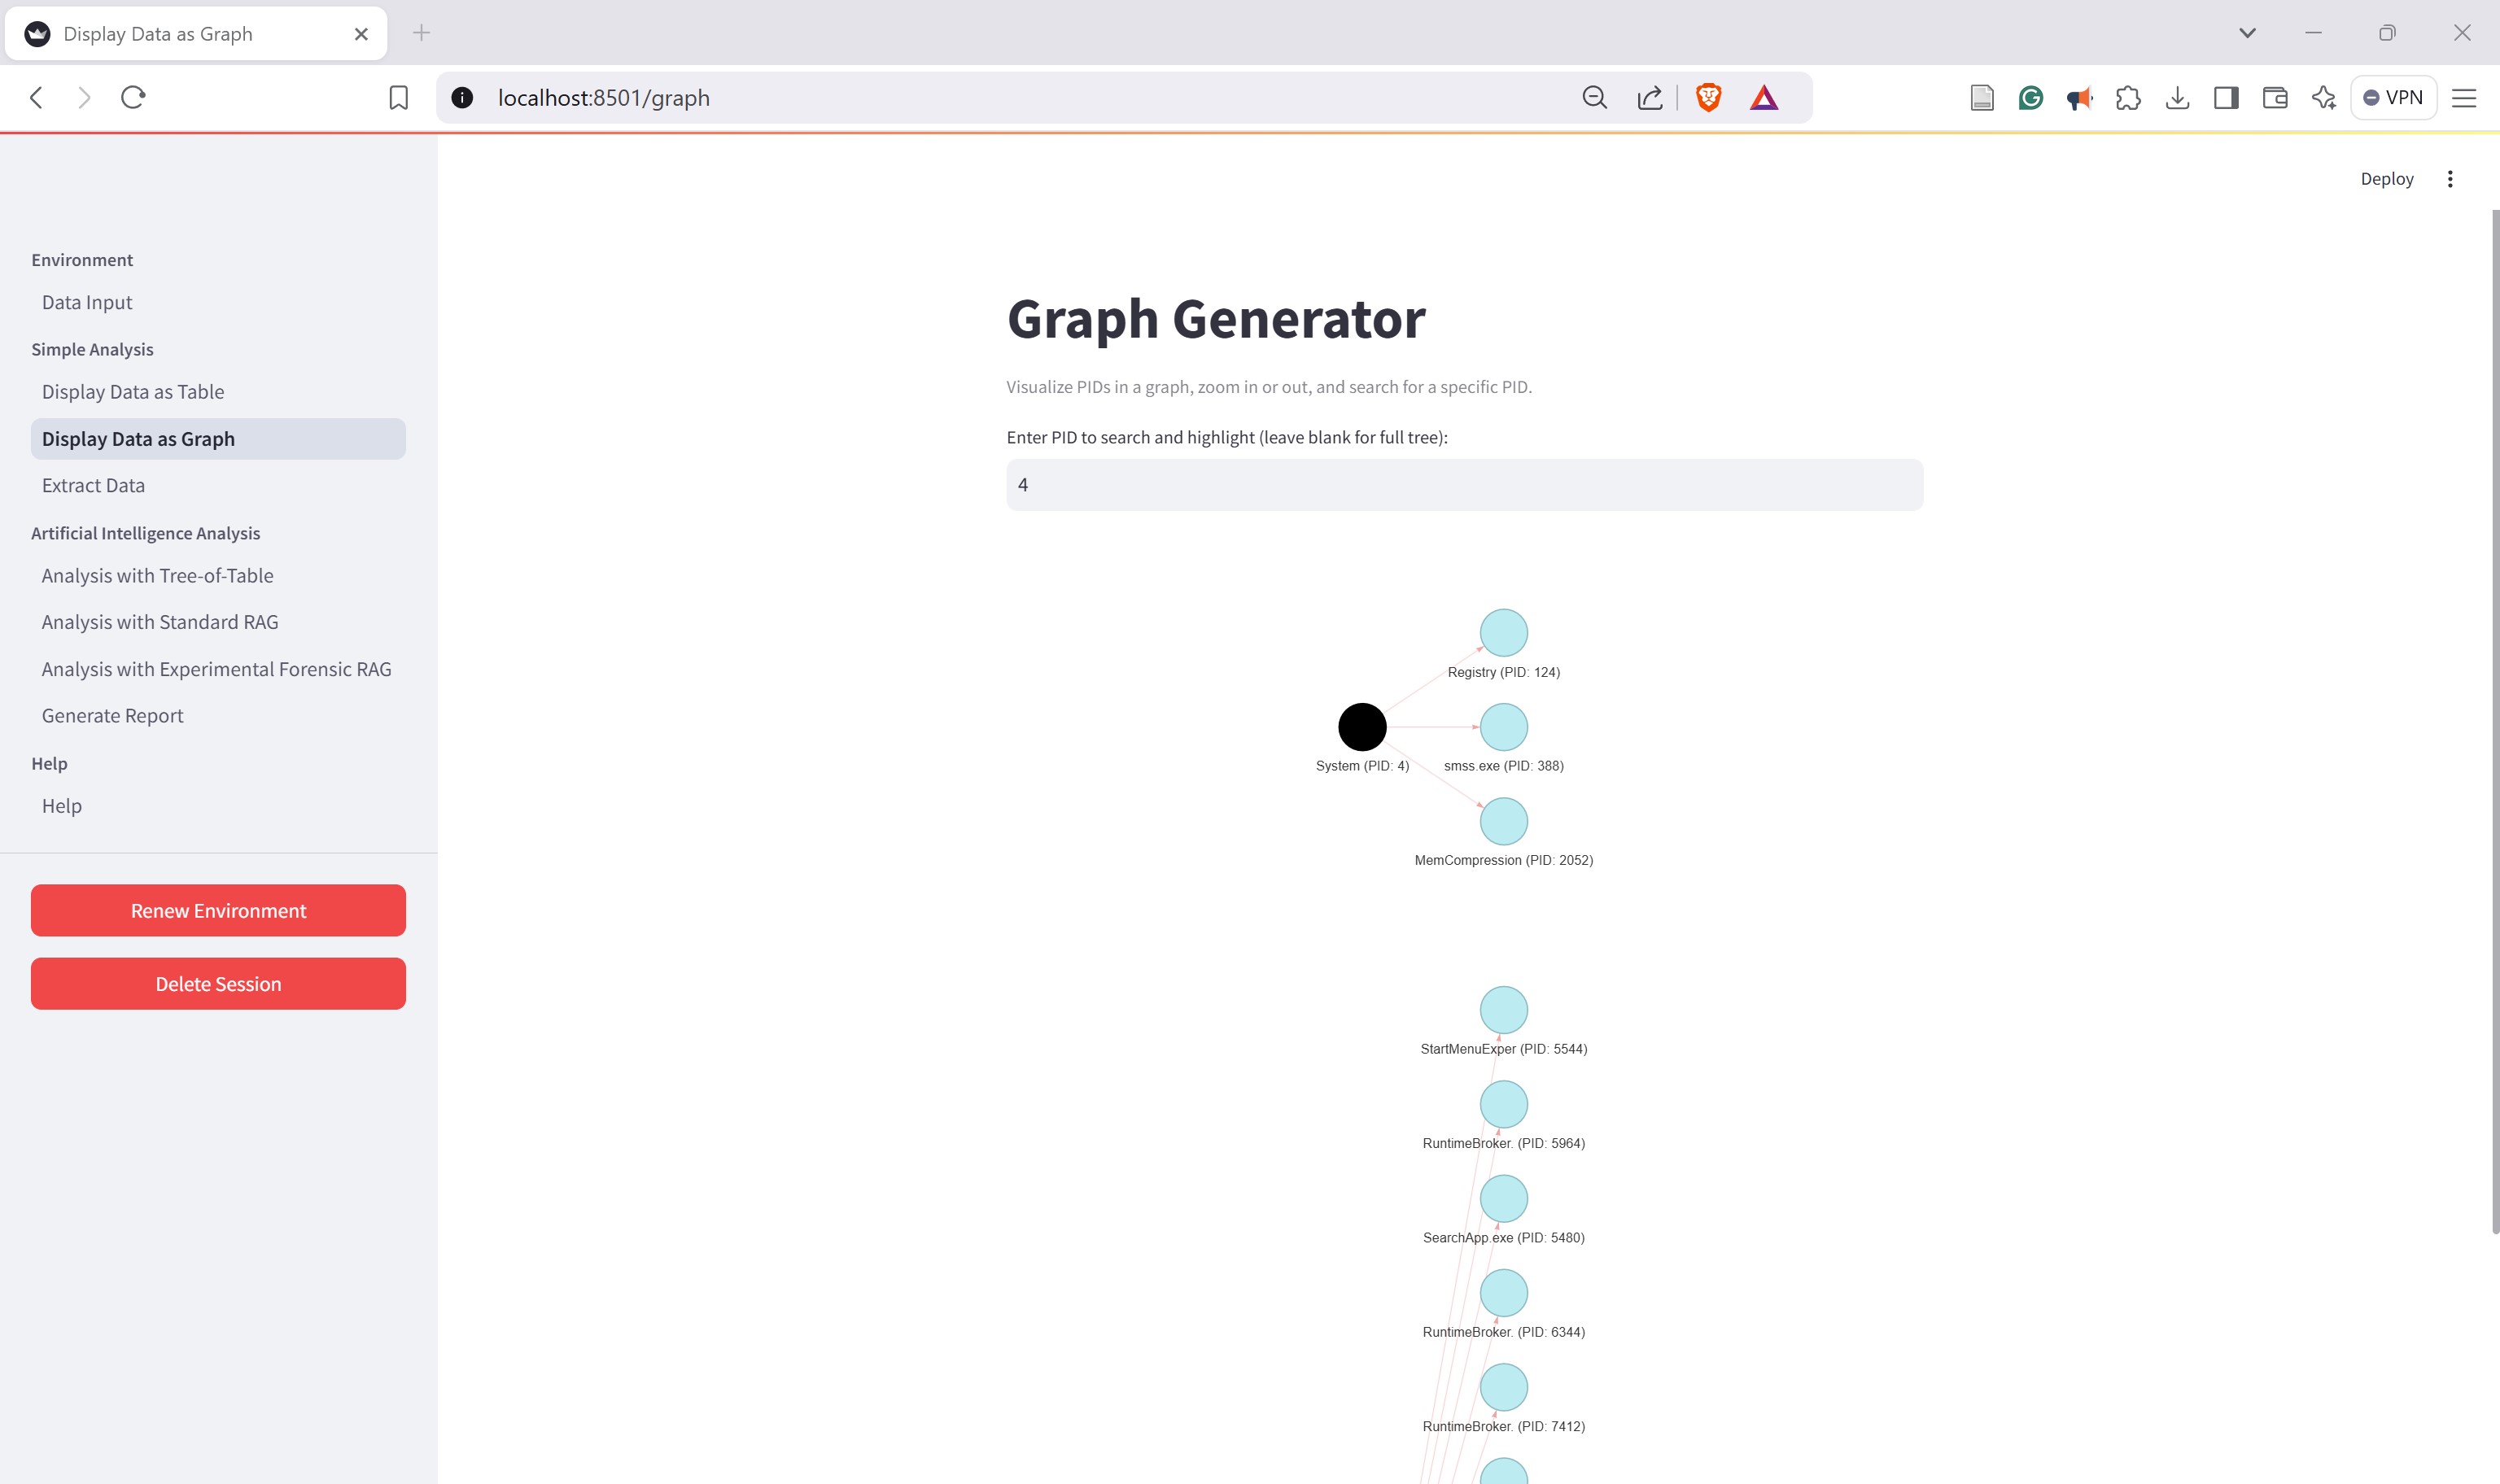 Display Data as Graph
localhost:8501/graph
VPN
Deploy
Environment
Data Input
Simple Analysis
Display Data as Table
Display Data as Graph
Extract Data
Artificial Intelligence Analysis
Analysis with Tree-of-Table
Analysis with Standard RAG
Analysis with Experimental Forensic RAG
Generate Report
Help
Help
Renew Environment
Delete Session
Graph Generator
Visualize PIDs in a graph, zoom in or out, and search for a specific PID.
Enter PID to search and highlight (leave blank for full tree):
4
Registry (PID: 124)
System (PID: 4)
smss.exe (PID: 388)
MemCompression (PID: 2052)
StartMenuExper (PID: 5544)
RuntimeBroker. (PID: 5964)
SearchApp.exe (PID: 5480)
RuntimeBroker. (PID: 6344)
RuntimeBroker. (PID: 7412)